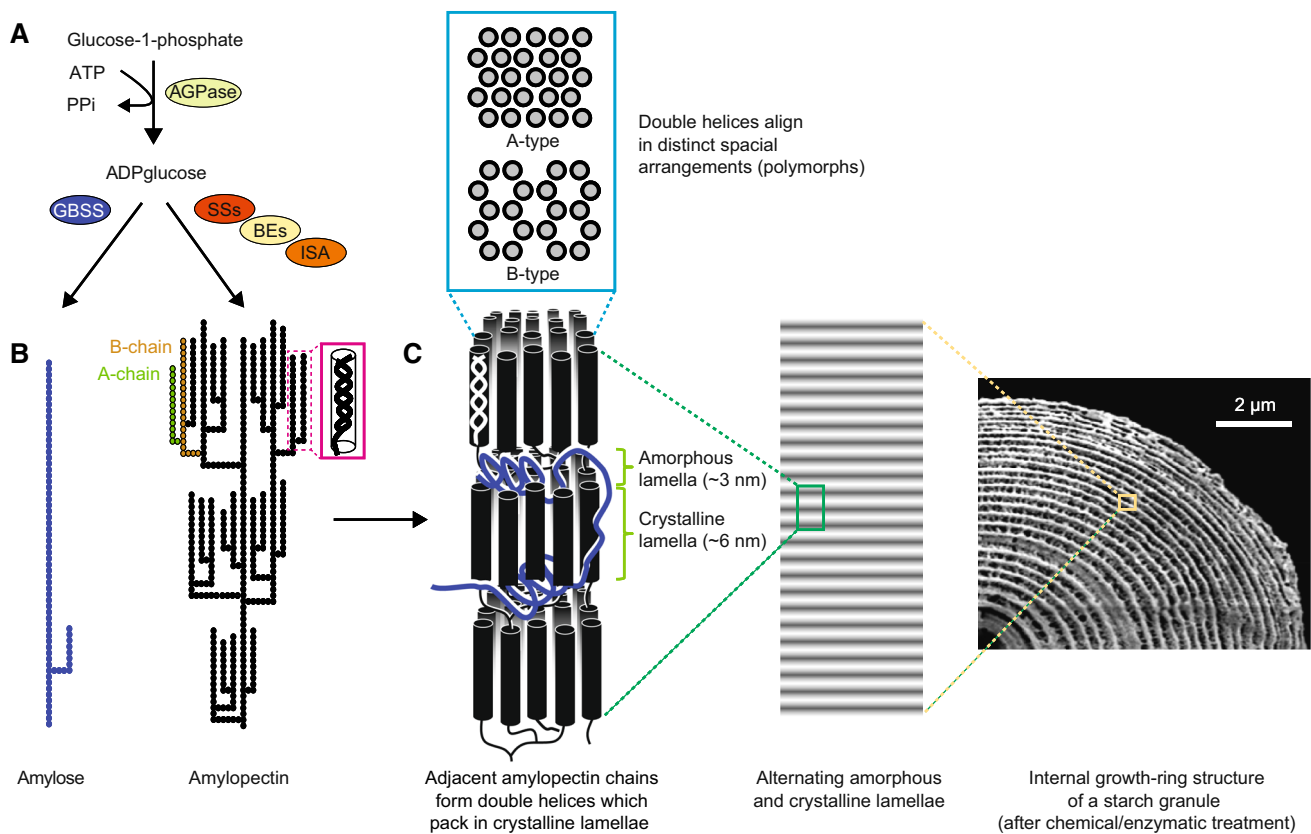 A
Glucose-1-phosphate
ATP
PPi
AGPase
ADPglucose
GBSS
SSs
BEs
ISA
A-type
B-type
Double helices align
in distinct spacial
arrangements (polymorphs)
B
B-chain
A-chain
Amylose
Amylopectin
C
Amorphous
lamella (~3 nm)
Crystalline
lamella (~6 nm)
Adjacent amylopectin chains
form double helices which
pack in crystalline lamellae
Alternating amorphous
and crystalline lamellae
2 µm
Internal growth-ring structure
of a starch granule
(after chemical/enzymatic treatment)